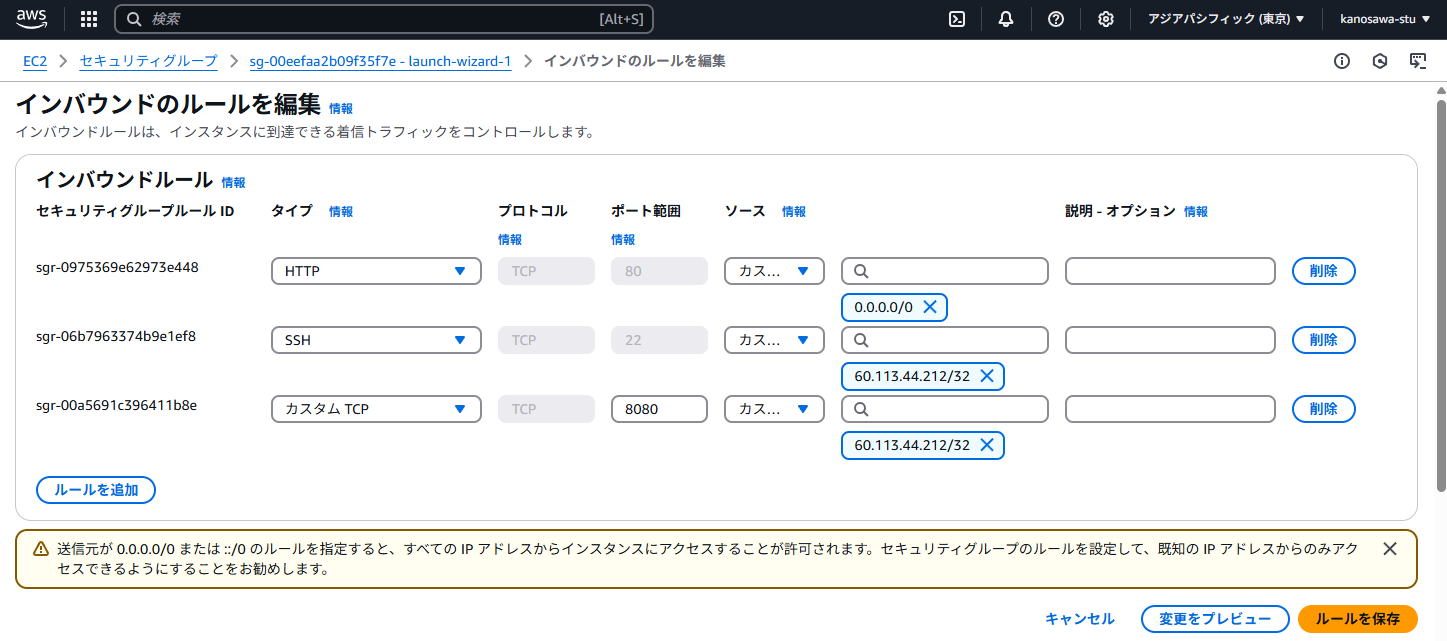 aws
検索 [Alt+S]
アジアパシフィック (東京) ▼
kanosawa-stu ▼
EC2 > セキュリティグループ > sg-00eefaa2b09f35f7e - launch-wizard-1 > インバウンドのルールを編集
インバウンドのルールを編集 情報
インバウンドルールは、インスタンスに到達できる着信トラフィックをコントロールします。
インバウンドルール 情報
セキュリティグループルール ID タイプ 情報 プロトコル ポート範囲 ソース 情報 説明 - オプション 情報
情報 情報
sgr-0975369e62973e448 HTTP TCP 80 カス... 削除
0.0.0.0/0
sgr-06b7963374b9e1ef8 SSH TCP 22 カス... 削除
60.113.44.212/32
sgr-00a5691c396411b8e カスタム TCP TCP 8080 カス... 削除
60.113.44.212/32
ルールを追加
送信元が 0.0.0.0/0 または ::/0 のルールを指定すると、すべての IP アドレスからインスタンスにアクセスすることが許可されます。セキュリティグループのルールを設定して、既知の IP アドレスからのみアク
セスできるようにすることをお勧めします。
キャンセル 変更をプレビュー ルールを保存